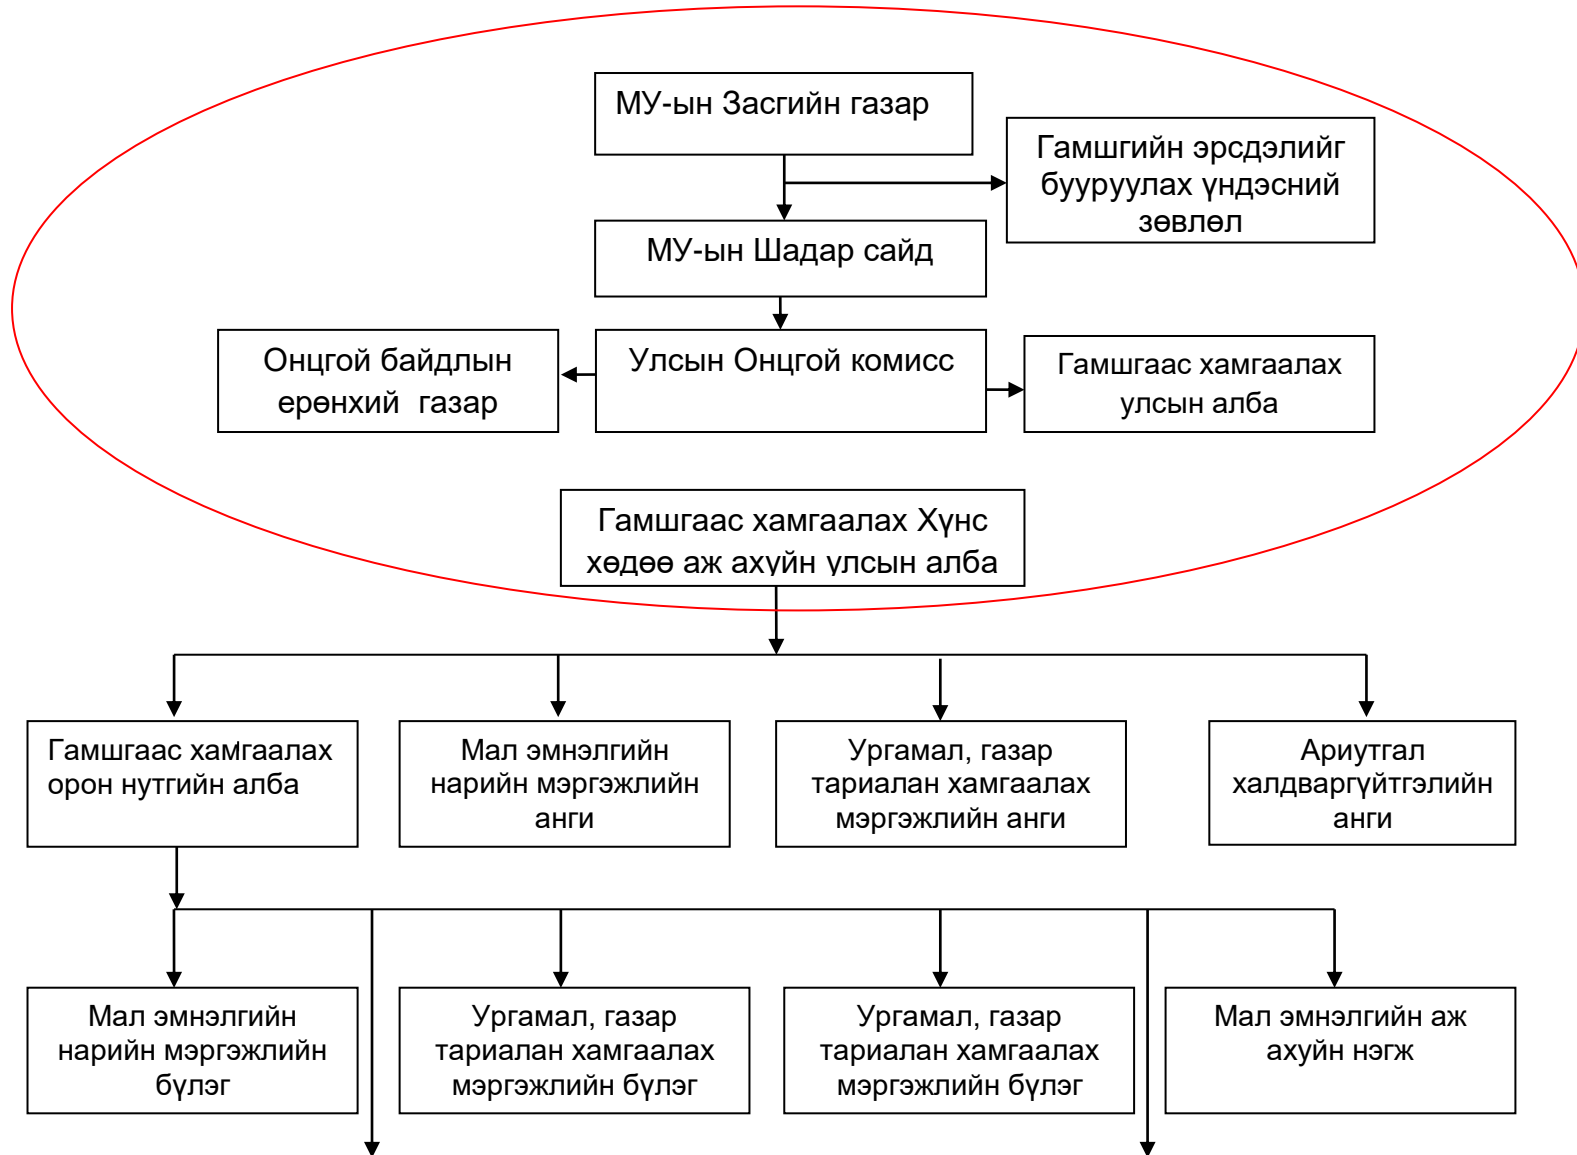 МУ-ын Засгийн газар
Гамшгийн эрсдэлийг
бууруулах үндэсний
зөвлөл
МУ-ын Шадар сайд
Онцгой байдлын
ерөнхий газар
Улсын Онцгой комисс
Гамшгаас хамгаалах
улсын алба
Гамшгаас хамгаалах Хүнс
хөдөө аж ахуйн улсын алба
Гамшгаас хамгаалах
орон нутгийн алба
Мал эмнэлгийн
нарийн мэргэжлийн
анги
Ургамал, газар
тариалан хамгаалах
мэргэжлийн анги
Ариутгал
халдваргүйтгэлийн
анги
Мал эмнэлгийн
нарийн мэргэжлийн
бүлэг
Ургамал, газар
тариалан хамгаалах
мэргэжлийн бүлэг
Ургамал, газар
тариалан хамгаалах
мэргэжлийн бүлэг
Мал эмнэлгийн аж
ахуйн нэгж